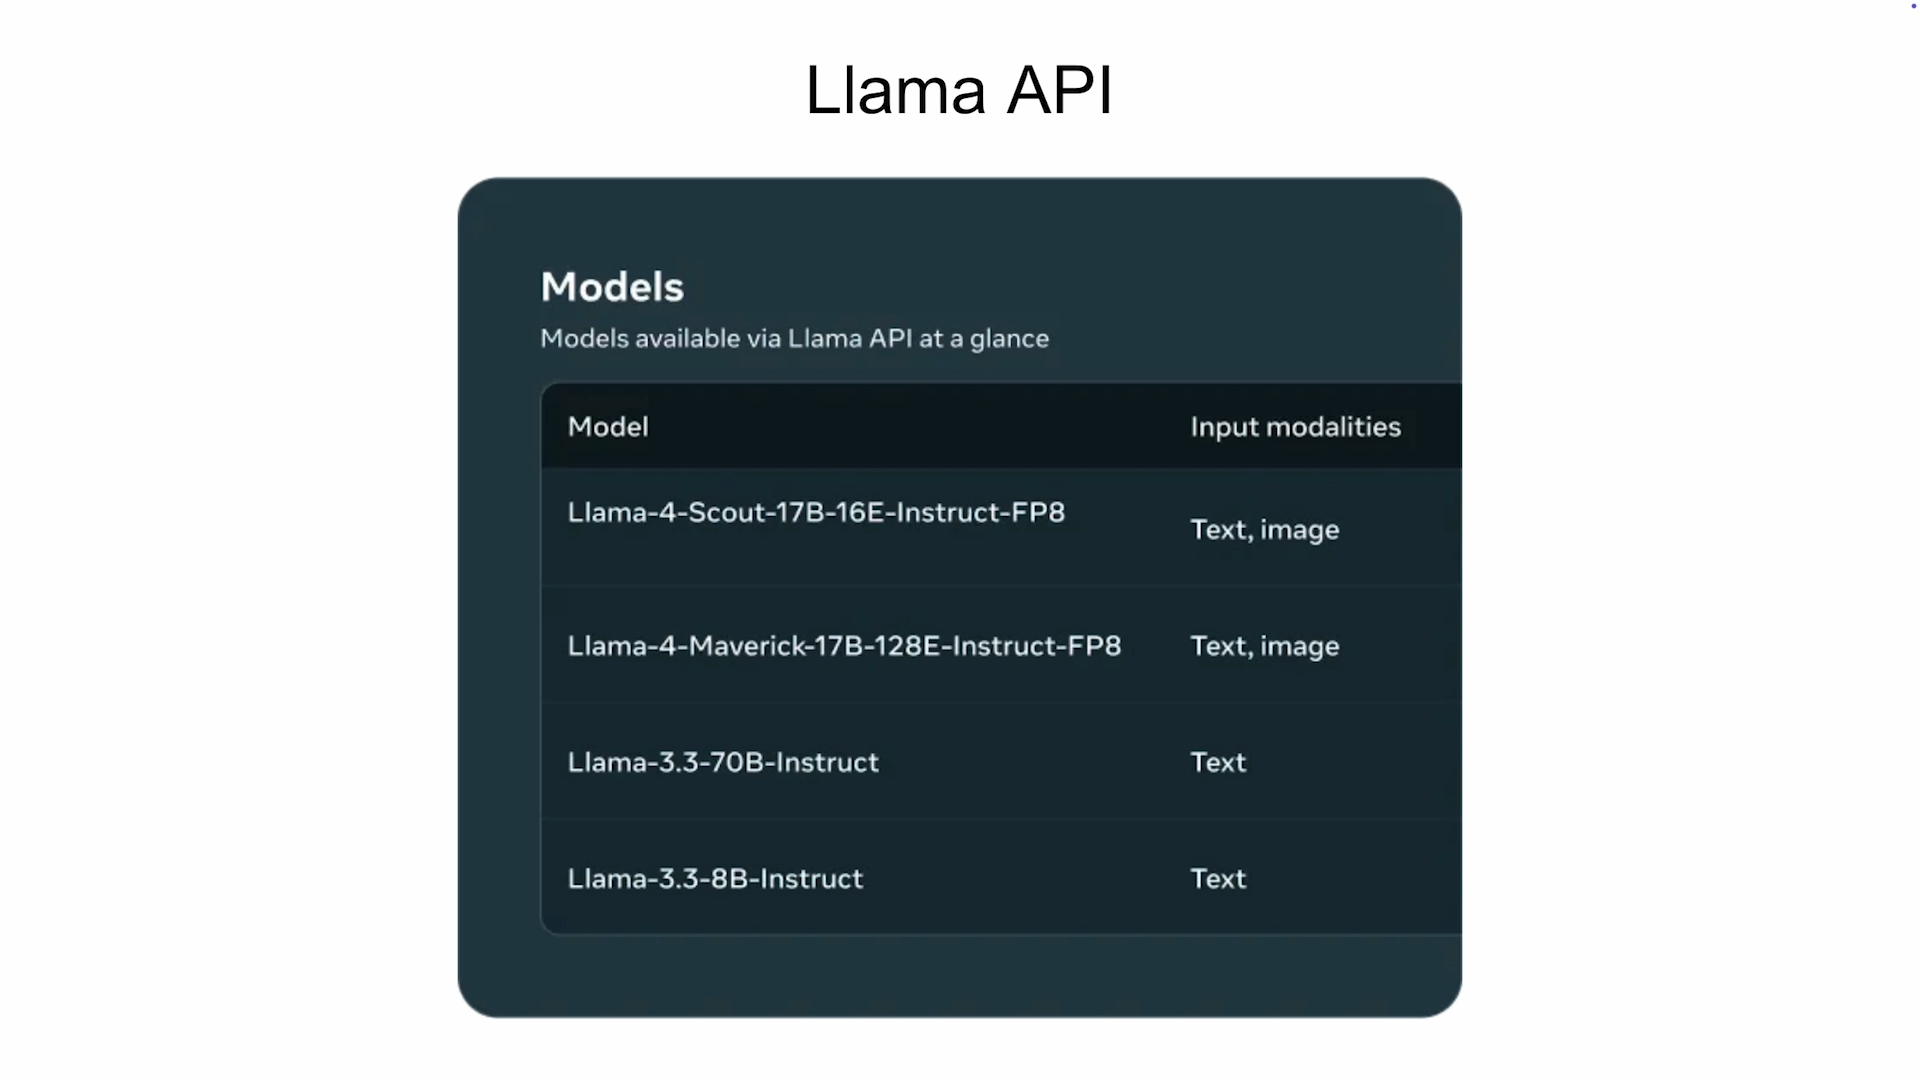 Llama API
Models
Models available via Llama API at a glance
Model Input modalities
Llama-4-Scout-17B-16E-Instruct-FP8 Text, image
Llama-4-Maverick-17B-128E-Instruct-FP8 Text, image
Llama-3.3-70B-Instruct Text
Llama-3.3-8B-Instruct Text